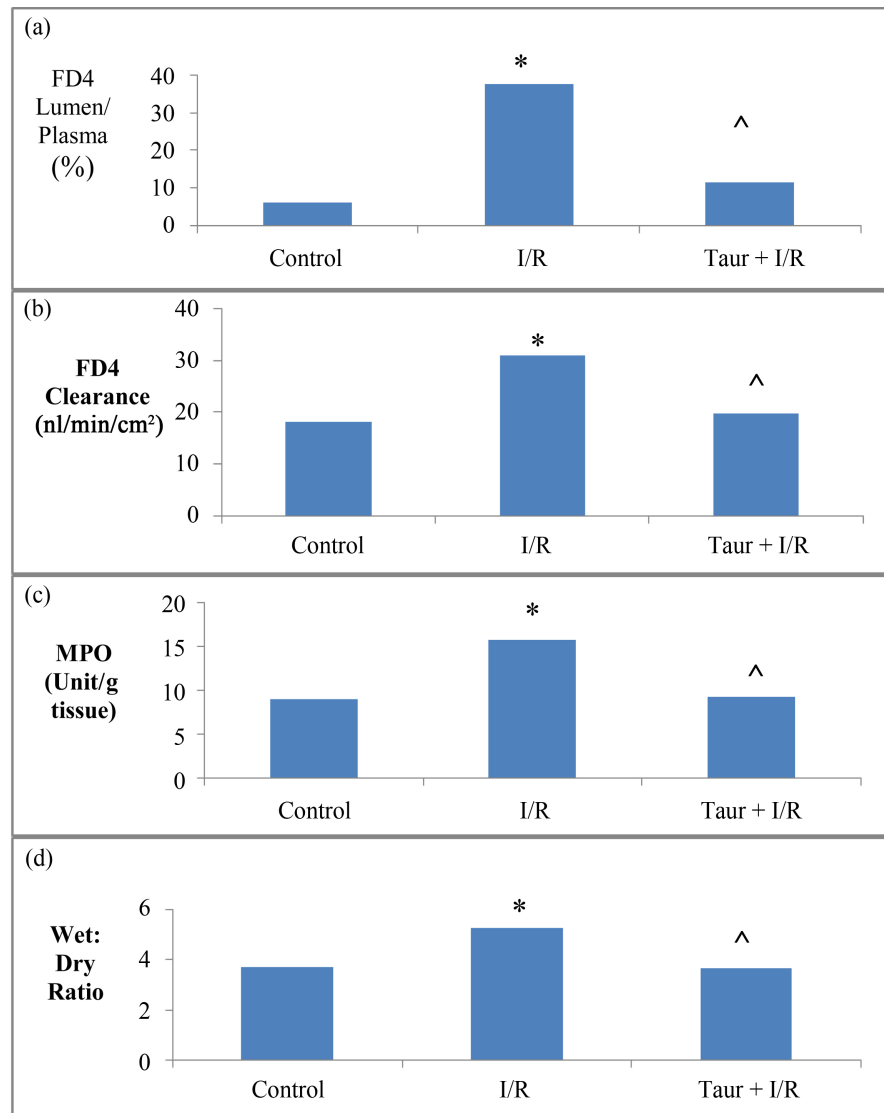 (a)
FD4
Lumen/
Plasma
(%)
40
30
20
10
0
*
^
Control I/R Taur + I/R
(b)
FD4
Clearance
(nl/min/cm²)
40
30
20
10
0
*
^
Control I/R Taur + I/R
(c)
MPO
(Unit/g
tissue)
20
15
10
5
0
*
^
Control I/R Taur + I/R
(d)
Wet:
Dry
Ratio
6
4
2
0
*
^
Control I/R Taur + I/R